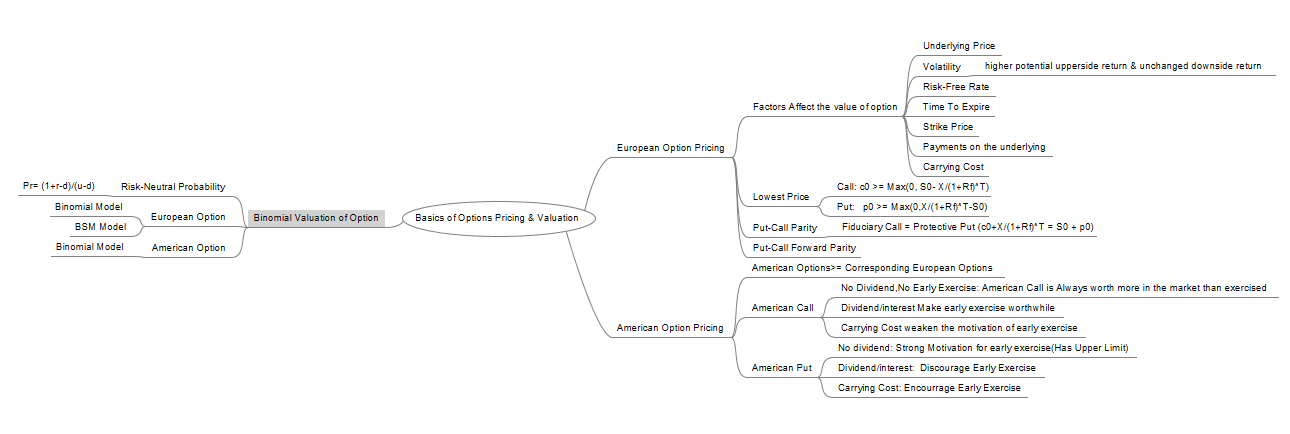 Basics of Options Pricing & Valuation
European Option Pricing
Factors Affect the value of option
Underlying Price
Volatility
higher potential upperside return & unchanged downside return
Risk-Free Rate
Time To Expire
Strike Price
Payments on the underlying
Carrying Cost
Lowest Price
Call: c0 >= Max(0, S0- X/(1+Rf)^T)
Put: p0 >= Max(0,X/(1+Rf)^T-S0)
Put-Call Parity
Fiduciary Call = Protective Put (c0+X/(1+Rf)^T = S0 + p0)
Put-Call Forward Parity
American Option Pricing
American Options>= Corresponding European Options
American Call
No Dividend,No Early Exercise: American Call is Always worth more in the market than exercised
Dividend/interest Make early exercise worthwhile
Carrying Cost weaken the motivation of early exercise
American Put
No dividend: Strong Motivation for early exercise(Has Upper Limit)
Dividend/interest: Discourage Early Exercise
Carrying Cost: Encourrage Early Exercise
Binomial Valuation of Option
Risk-Neutral Probability
Pr= (1+r-d)/(u-d)
European Option
Binomial Model
BSM Model
American Option
Binomial Model